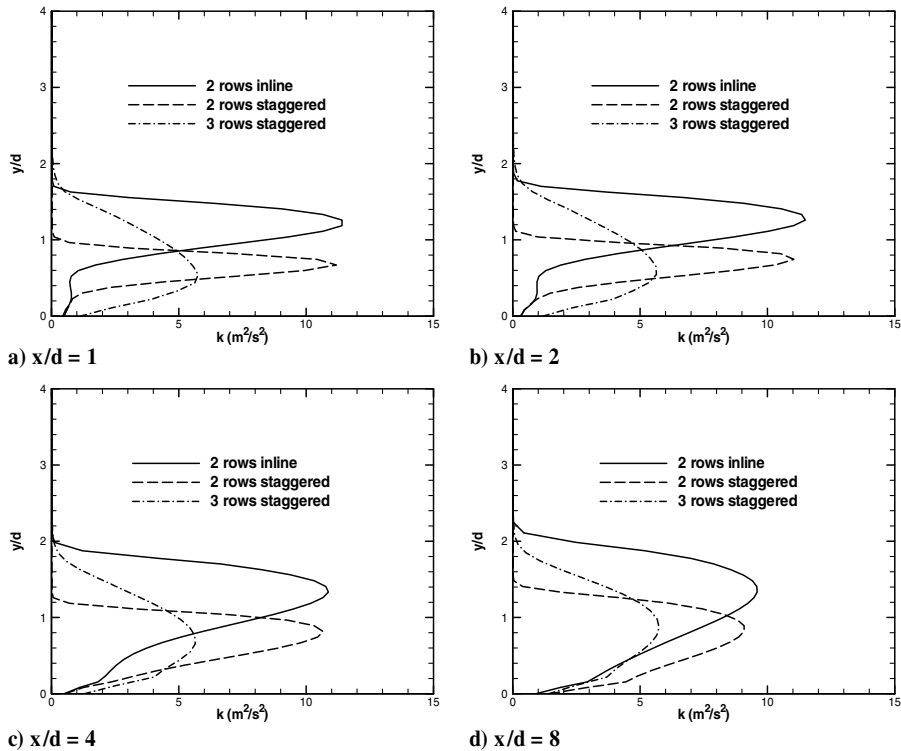 4
3
2
1
0
y/d
2 rows inline
2 rows staggered
3 rows staggered
0 5 10 15
k (m²/s²)
a) x/d = 1
4
3
2
1
0
y/d
2 rows inline
2 rows staggered
3 rows staggered
0 5 10 15
k (m²/s²)
b) x/d = 2
4
3
2
1
0
y/d
2 rows inline
2 rows staggered
3 rows staggered
0 5 10 15
k (m²/s²)
c) x/d = 4
4
3
2
1
0
y/d
2 rows inline
2 rows staggered
3 rows staggered
0 5 10 15
k (m²/s²)
d) x/d = 8